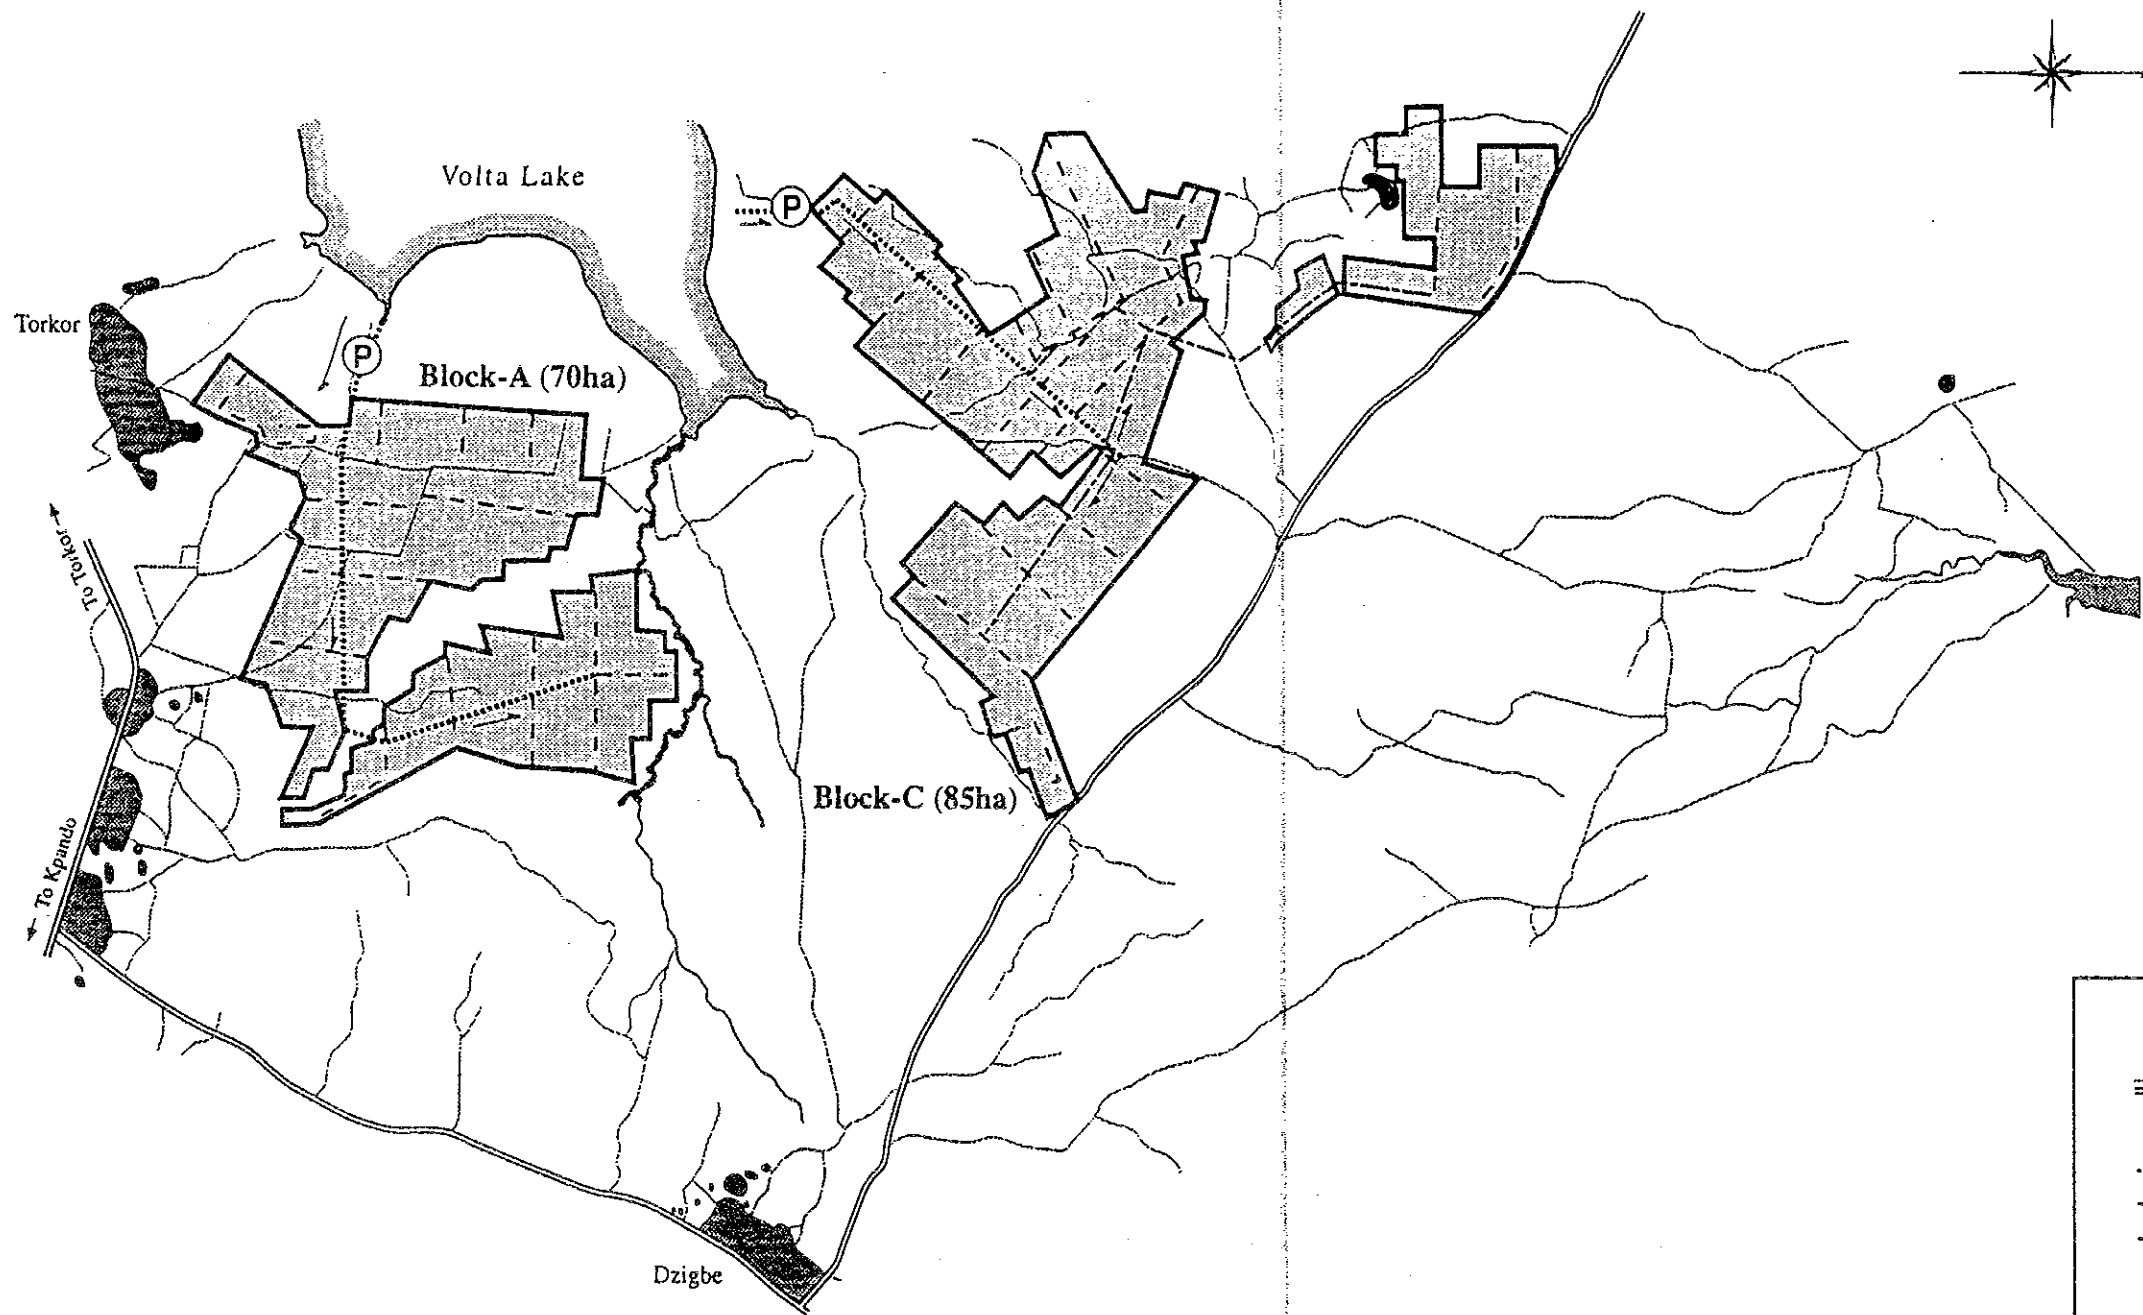 Volta Lake
P
Torkor
P
Block-A (70ha)
To Torkor
Block-C (85ha)
To Kpando
Dzigbe